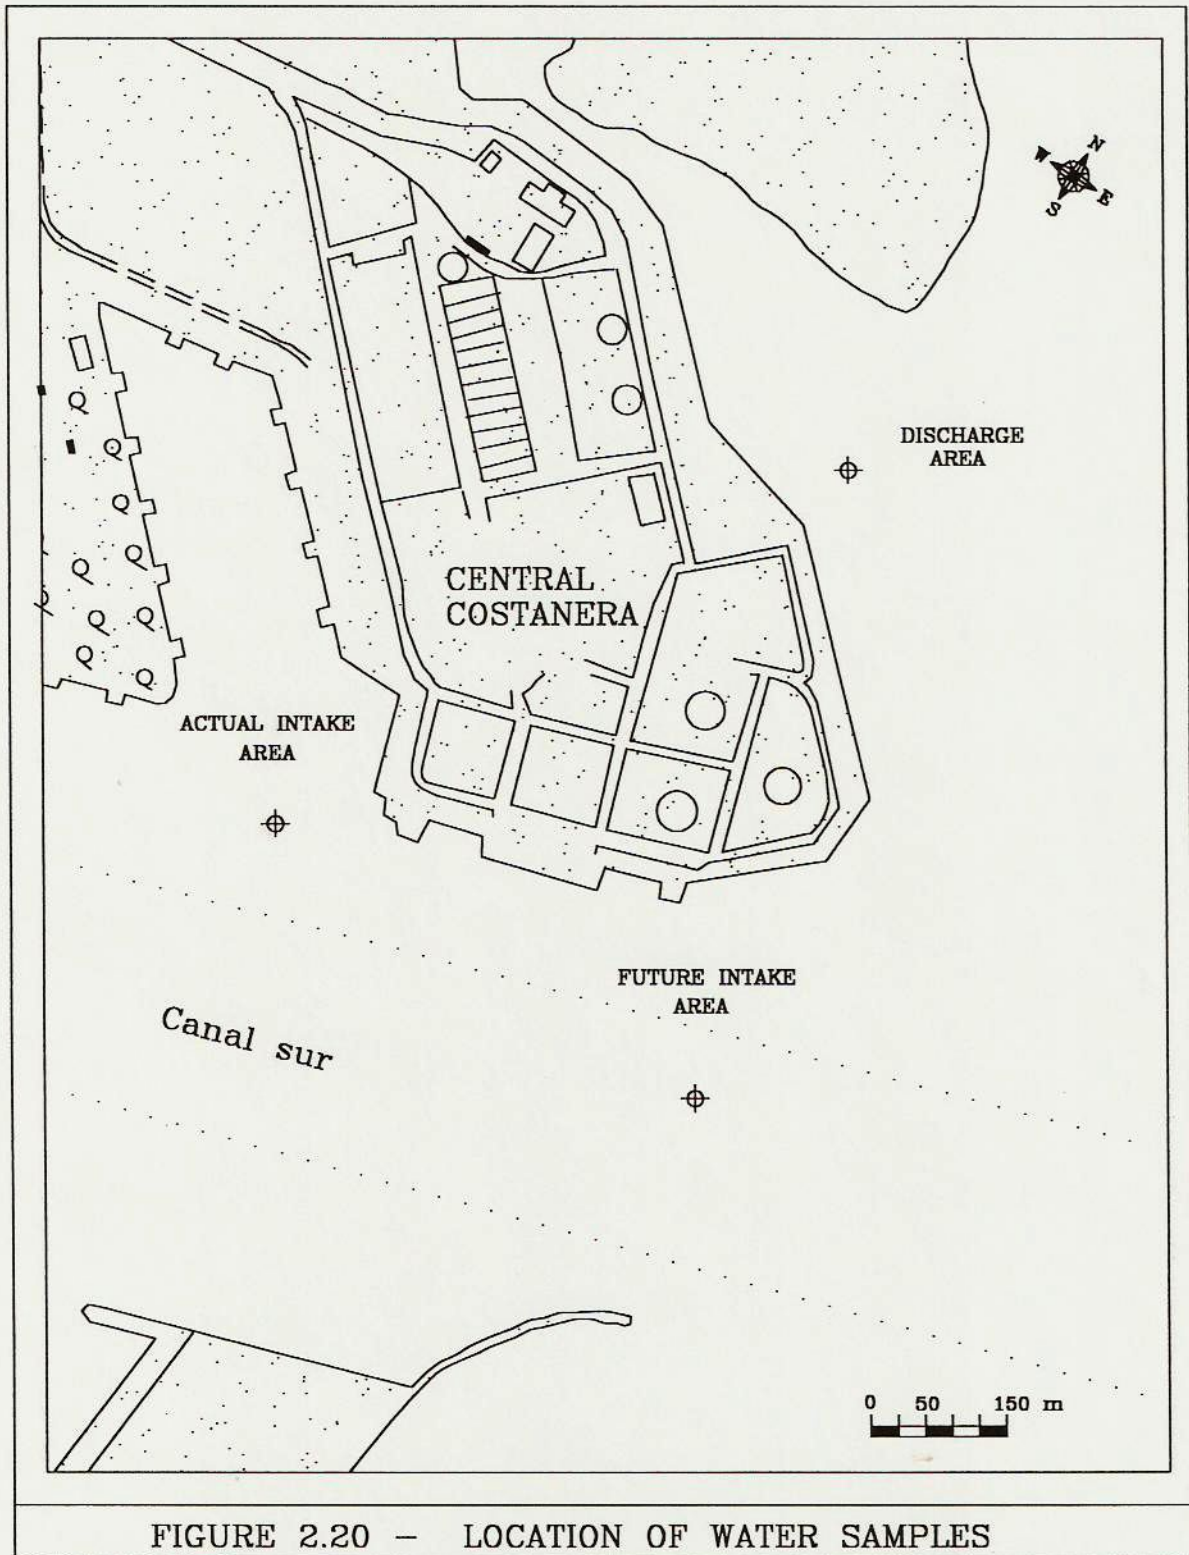 N
W
E
S
DISCHARGE
AREA
CENTRAL
COSTANERA
ACTUAL INTAKE
AREA
FUTURE INTAKE
AREA
Canal sur
0 50 150 m
FIGURE 2.20 - LOCATION OF WATER SAMPLES